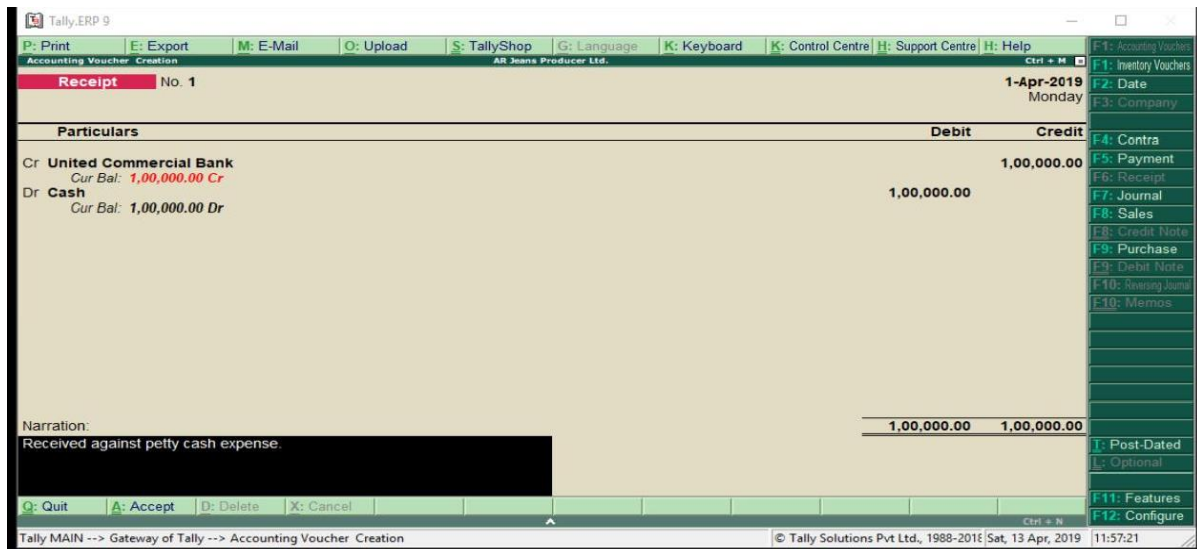 Tally.ERP 9
P: Print E: Export M: E-Mail O: Upload S: TallyShop G: Language K: Keyboard K: Control Centre H: Support Centre H: Help
Accounting Voucher Creation AR Jeans Producer Ltd. Ctrl + M
Receipt No. 1 1-Apr-2019
Monday
Particulars Debit Credit
Cr United Commercial Bank 1,00,000.00
Cur Bal: 1,00,000.00 Cr
Dr Cash 1,00,000.00
Cur Bal: 1,00,000.00 Dr
Narration: 1,00,000.00 1,00,000.00
Received against petty cash expense.
Q: Quit A: Accept D: Delete X: Cancel
Ctrl + N
F1: Accounting Vouchers
F1: Inventory Vouchers
F2: Date
F3: Company
F4: Contra
F5: Payment
F6: Receipt
F7: Journal
F8: Sales
F8: Credit Note
F9: Purchase
F9: Debit Note
F10: Reversing Journal
F10: Memos
T: Post-Dated
L: Optional
F11: Features
F12: Configure
Tally MAIN --> Gateway of Tally --> Accounting Voucher Creation © Tally Solutions Pvt Ltd., 1988-2018 Sat, 13 Apr, 2019 11:57:21